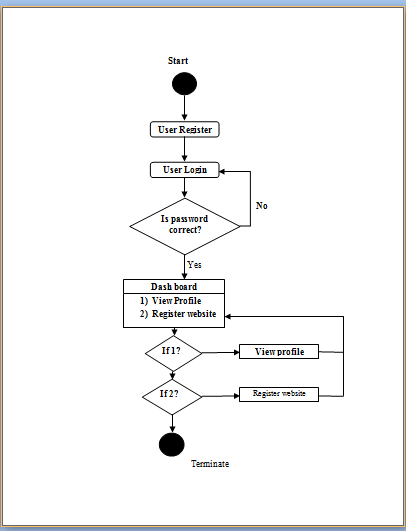 Start
User Register
User Login
No
Is password
correct?
Yes
Dash board
1) View Profile
2) Register website
If 1?
View profile
If 2?
Register website
Terminate